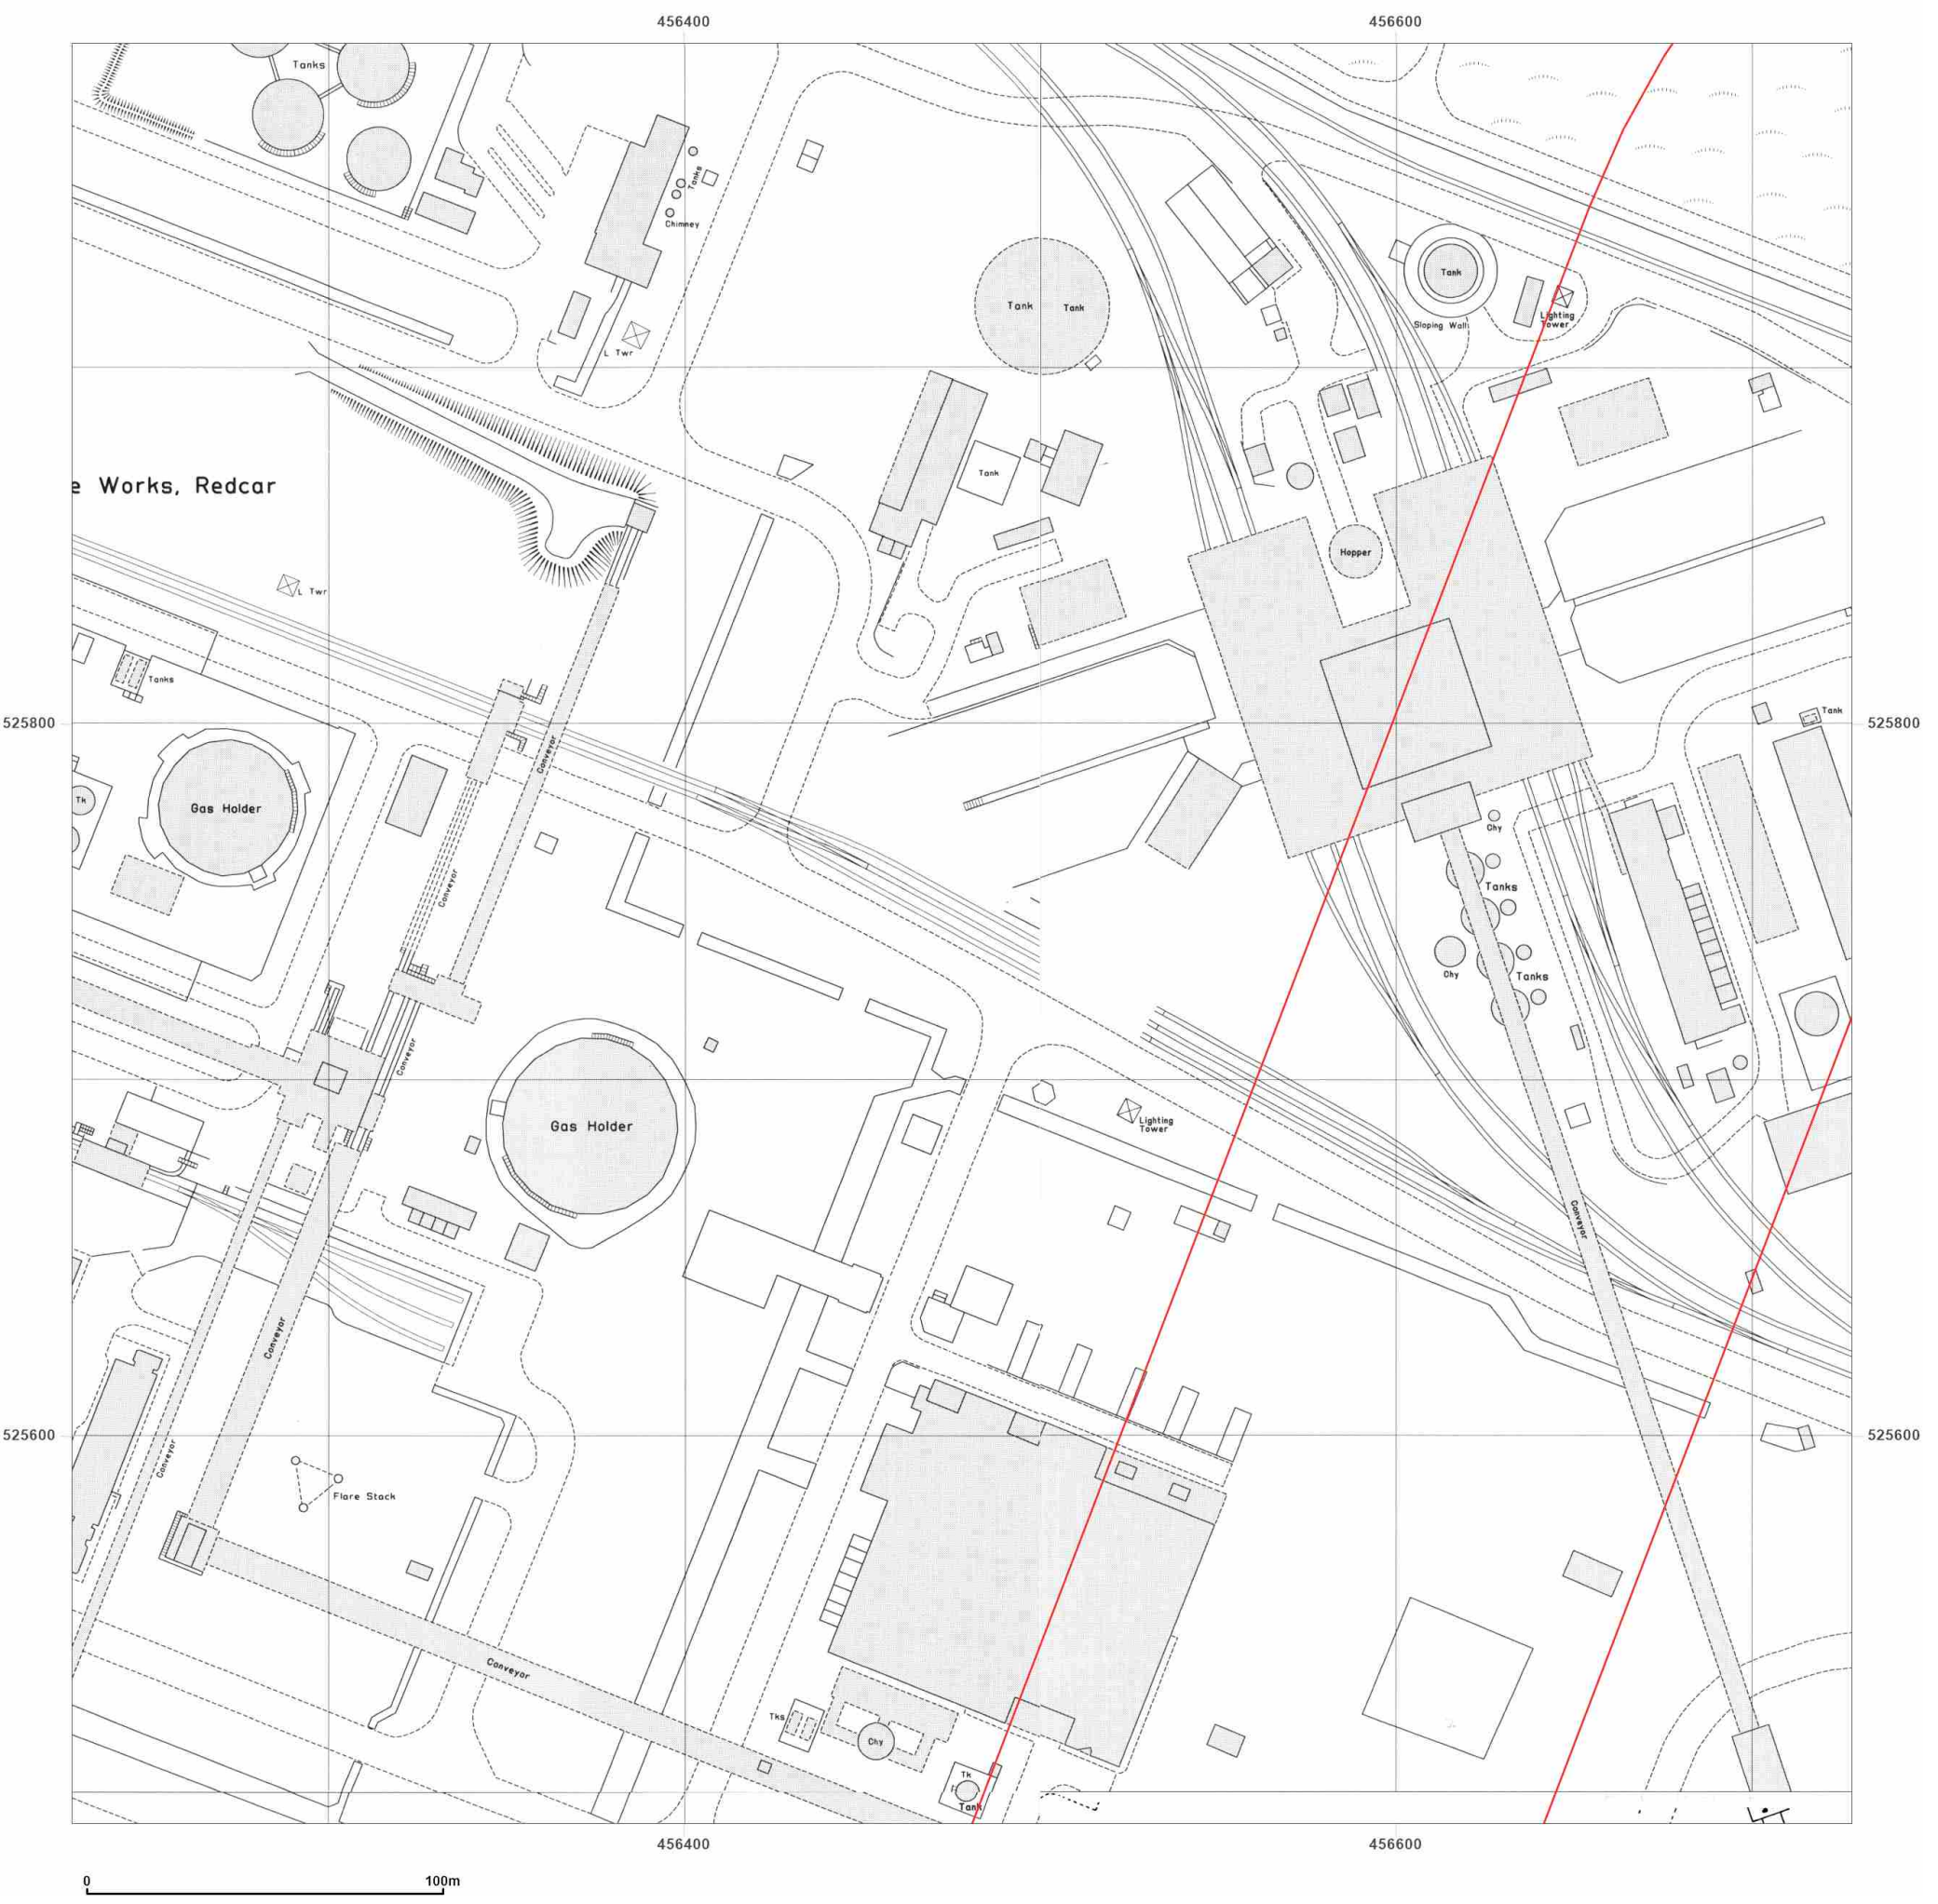 456400
456600
Tanks
Tanks
Chimney
Tank
Sloping Wall
Lighting
Tower
Tank
Tank
L Twr
Tank
e Works, Redcar
Hopper
L Twr
Tanks
Tank
525800
525800
Conveyor
Tk
Gas Holder
Chy
Conveyor
Tanks
Chy
Tanks
Conveyor
Gas Holder
Lighting
Tower
Conveyor
Conveyor
525600
525600
Conveyor
Flare Stack
Conveyor
Tks
Chy
Tk
Tank
456400
456600
0
100m